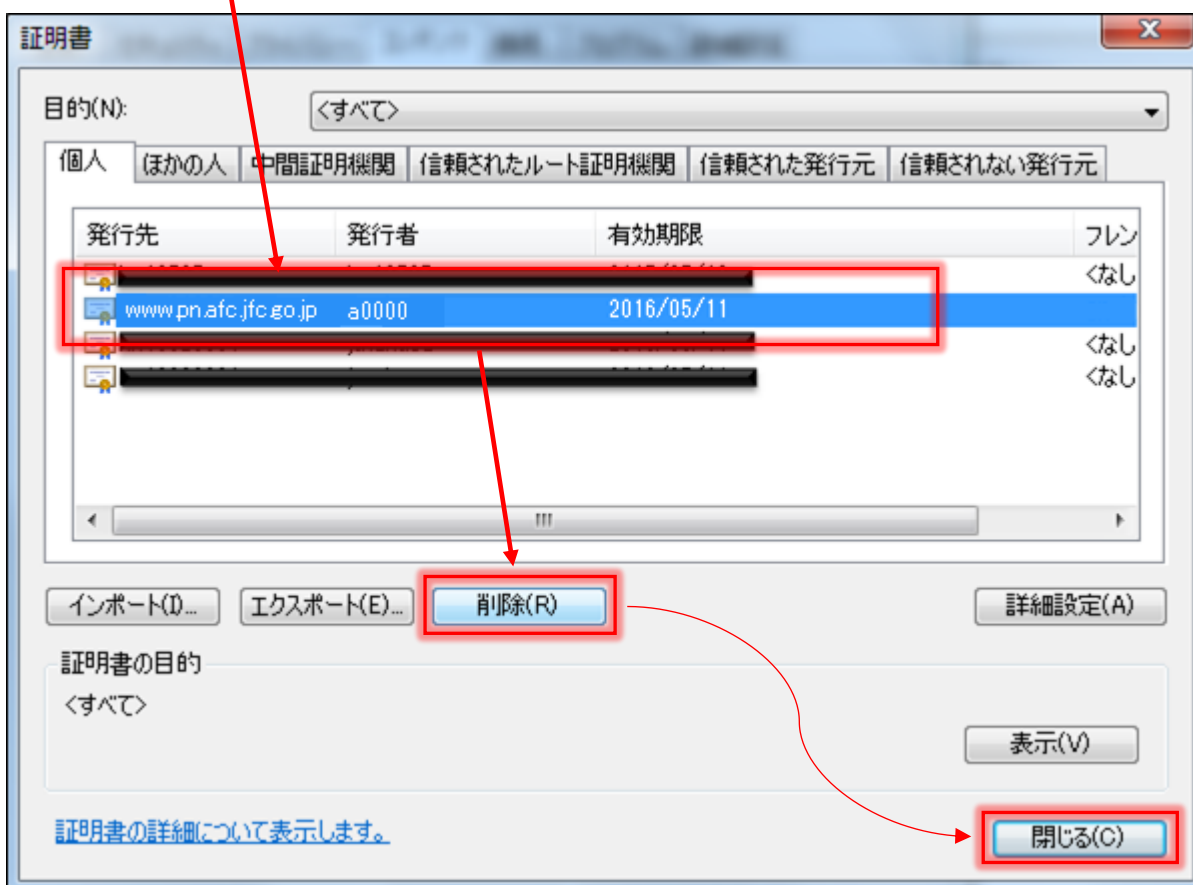 証明書
目的(N):
<すべて>
個人 ほかの人 中間証明機関 信頼されたルート証明機関 信頼された発行元 信頼されない発行元
発行先 発行者 有効期限 フレン
<なし
www.pn.afc.jfc.go.jp a0000 2016/05/11
<なし
<なし
インポート(I)... エクスポート(E)... 削除(R) 詳細設定(A)
証明書の目的
<すべて>
表示(V)
証明書の詳細について表示します。
閉じる(C)